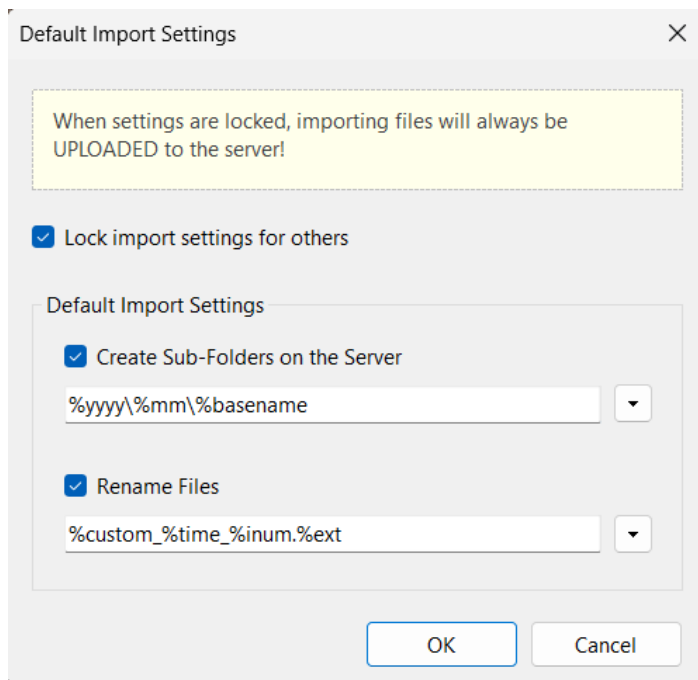 Default Import Settings
When settings are locked, importing files will always be
UPLOADED to the server!
Lock import settings for others
Default Import Settings
Create Sub-Folders on the Server
%yyyy\%mm\%basename
Rename Files
%custom_%time_%inum.%ext
OK
Cancel